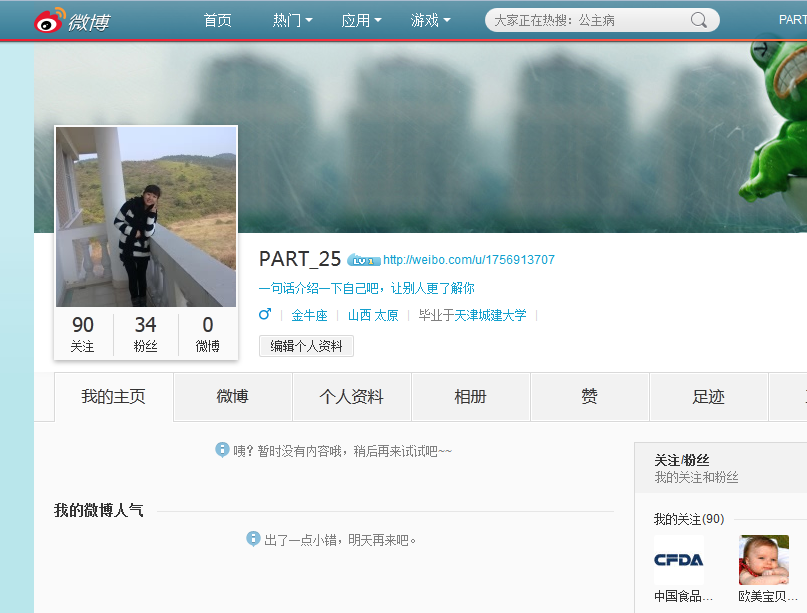 微博 首页 热门 应用 游戏 大家正在热搜：公主病 PART
PART_25 LV1 http://weibo.com/u/1756913707
一句话介绍一下自己吧，让别人更了解你
金牛座 | 山西 太原 | 毕业于天津城建大学 |
90 34 0
关注 粉丝 微博
编辑个人资料
我的主页 微博 个人资料 相册 赞 足迹
咦？暂时没有内容哦，稍后再来试试吧~~
我的微博人气
出了一点小错，明天再来吧。
关注/粉丝
我的关注和粉丝
我的关注(90)
CFDA
中国食品... 欧美宝贝...